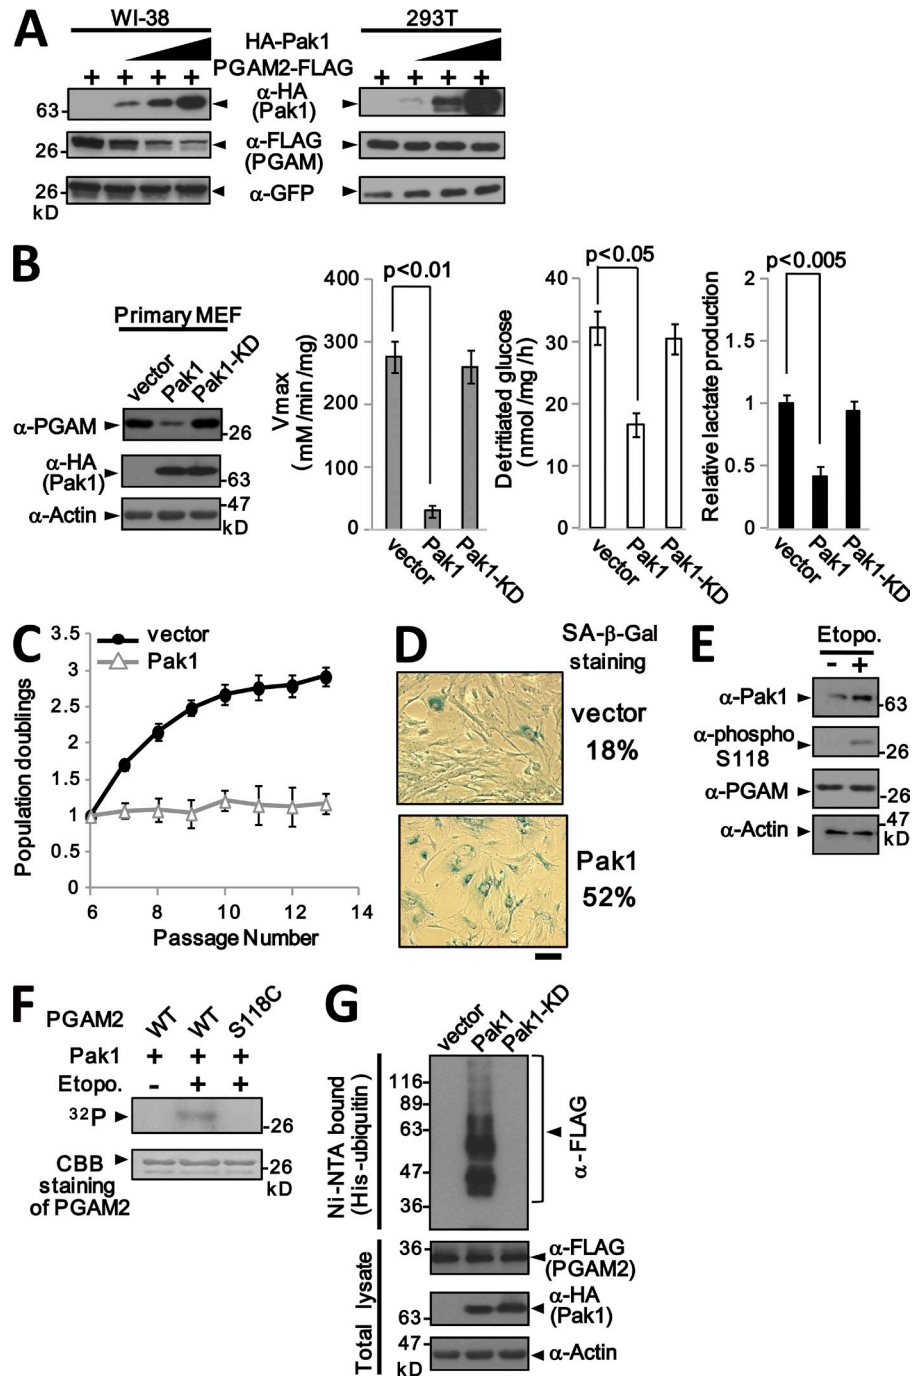 A
WI-38
293T
HA-Pak1
PGAM2-FLAG
+ + + +
+ + + +
63-
α-HA
(Pak1)
26-
α-FLAG
(PGAM)
26-
α-GFP
kD
B
Primary MEF
vector
Pak1
Pak1-KD
α-PGAM
-26
α-HA
(Pak1)
-63
α-Actin
-47
kD
p<0.01
Vmax
(mM/min/mg)
400
300
200
100
0
vector
Pak1
Pak1-KD
p<0.05
Detritiated glucose
(nmol/mg/h)
40
30
20
10
0
vector
Pak1
Pak1-KD
p<0.005
Relative lactate production
2
1.5
1
0.5
0
vector
Pak1
Pak1-KD
C
vector
Pak1
Population doublings
3.5
3
2.5
2
1.5
1
0.5
0
6 8 10 12 14
Passage Number
D
SA-β-Gal
staining
vector
18%
Pak1
52%
E
Etopo.
- +
α-Pak1
-63
α-phospho
S118
-26
α-PGAM
-26
α-Actin
-47
kD
F
PGAM2
WT
WT
S118C
Pak1
+ + +
Etopo.
- + +
32P
-26
CBB
staining
of PGAM2
-26
kD
G
vector
Pak1
Pak1-KD
Ni-NTA bound
(His-ubiquitin)
116-
89-
63-
47-
36-
α-FLAG
Total lysate
36-
α-FLAG
(PGAM2)
63-
α-HA
(Pak1)
47-
kD
α-Actin